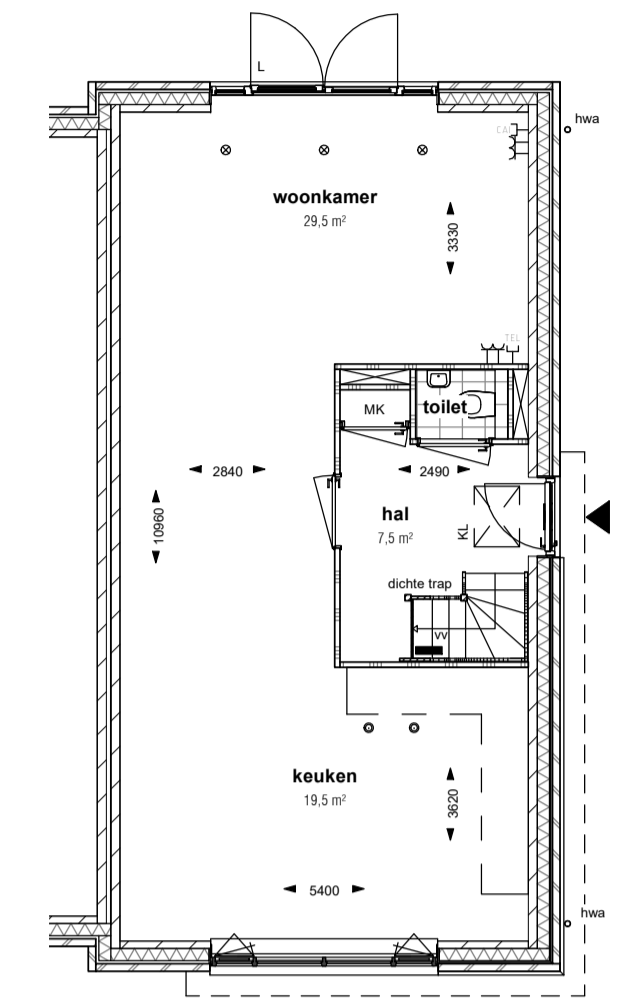 L
hwa
CAI
woonkamer
29,5 m²
3330
TEL
MK
toilet
2840
2490
10960
hal
7,5 m²
KL
dichte trap
vv
keuken
19,5 m²
3620
5400
hwa